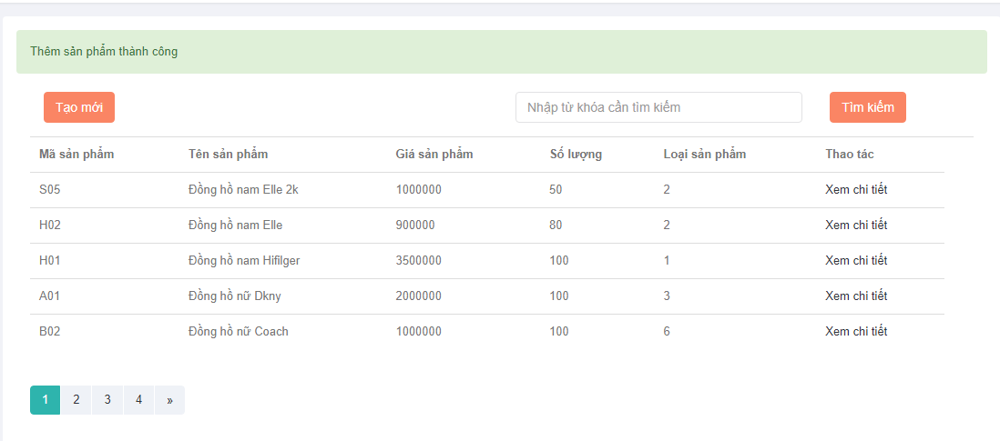 Thêm sản phẩm thành công
Tạo mới Nhập từ khóa cần tìm kiếm Tìm kiếm
Mã sản phẩm Tên sản phẩm Giá sản phẩm Số lượng Loại sản phẩm Thao tác
S05 Đồng hồ nam Elle 2k 1000000 50 2 Xem chi tiết
H02 Đồng hồ nam Elle 900000 80 2 Xem chi tiết
H01 Đồng hồ nam Hifilger 3500000 100 1 Xem chi tiết
A01 Đồng hồ nữ Dkny 2000000 100 3 Xem chi tiết
B02 Đồng hồ nữ Coach 1000000 100 6 Xem chi tiết
1 2 3 4 »